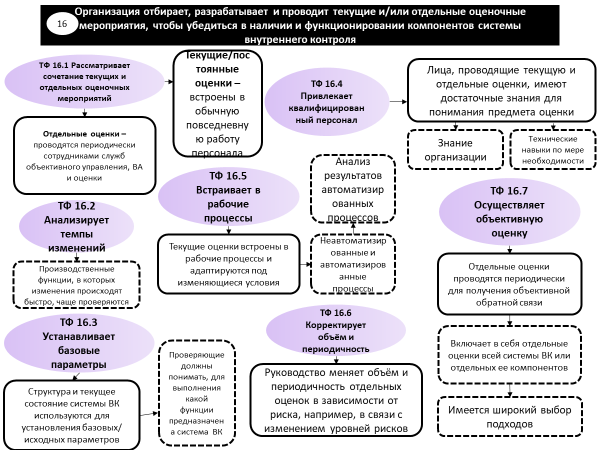 16
Организация отбирает, разрабатывает и проводит текущие и/или отдельные оценочные
мероприятия, чтобы убедиться в наличии и функционировании компонентов системы
внутреннего контроля
ТФ 16.1 Рассматривает
сочетание текущих и
отдельных оценочных
мероприятий
Текущие/пос
тоянные
оценки –
встроены в
обычную
повседневну
ю работу
персонала
Отдельные оценки –
проводятся периодически
сотрудниками служб
объективного управления, ВА
и оценки
ТФ 16.2
Анализирует
темпы
изменений
Производственные
функции, в которых
изменения происходят
быстро, чаще проверяются
ТФ 16.3
Устанавливает
базовые
параметры
Структура и текущее
состояние системы ВК
используются для
установления базовых/
исходных параметров
Проверяющие
должны
понимать, для
выполнения
какой
функции
предназначен
а система ВК
ТФ 16.4
Привлекает
квалифицирован
ный персонал
Лица, проводящие текущую и
отдельные оценки, имеют
достаточные знания для
понимания предмета оценки
Знание
организации
Технические
навыки по мере
необходимости
ТФ 16.5
Встраивает в
рабочие
процессы
Текущие оценки встроены в
рабочие процессы и
адаптируются под
изменяющиеся условия
Анализ
результатов
автоматизир
ованных
процессов
Неавтоматизир
ованные и
автоматизиров
анные
процессы
ТФ 16.6
Корректирует
объём и
периодичность
Руководство меняет объём и
периодичность отдельных
оценок в зависимости от
риска, например, в связи с
изменением уровней рисков
ТФ 16.7
Осуществляет
объективную
оценку
Отдельные оценки
проводятся периодически
для получения объективной
обратной связи
Включает в себя отдельные
оценки всей системы ВК или
отдельных ее компонентов
Имеется широкий выбор
подходов